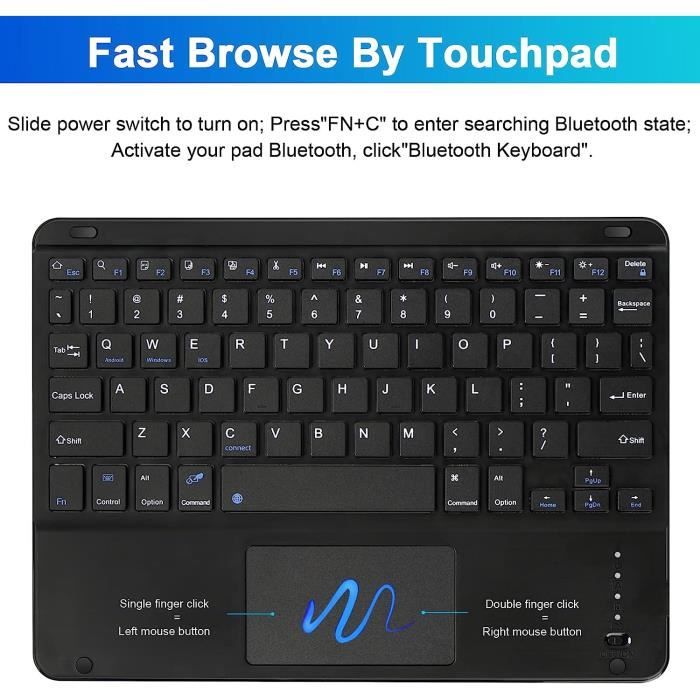 Fast Browse By Touchpad
Slide power switch to turn on; Press"FN+C" to enter searching Bluetooth state;
Activate your pad Bluetooth, click"Bluetooth Keyboard".
Esc F1 F2 F3 F4 F5 F6 F7 F8 F9 F10 F11 F12 Delete
~ ! @ # $ % ^ & * ( ) — +
` 1 2 3 4 5 6 7 8 9 0 - = Backspace
Tab Q W E R T Y U I O P { } ¦
Android Windows IOS [ ] \
Caps Lock A S D F G H J K L : "
; ' Enter
Shift Z X C V B N M < > ? Shift
connect , . /
Alt ⌘ Alt ↑
PgUp
Fn Control Option Command Command Option ← ↓ →
Home PgDn End
Single finger click
=
Left mouse button
Double finger click
=
Right mouse button